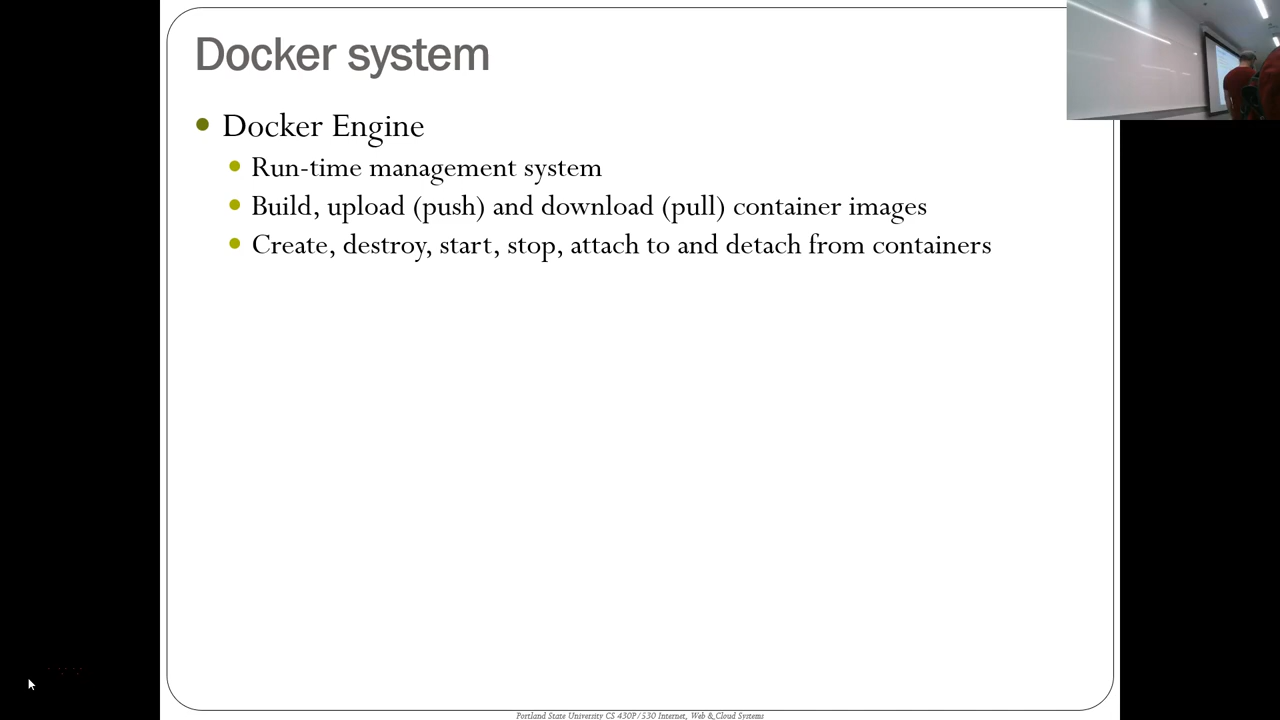 Docker system
Docker Engine
Run-time management system
Build, upload (push) and download (pull) container images
Create, destroy, start, stop, attach to and detach from containers
Portland State University CS 430P/530 Internet, Web & Cloud Systems